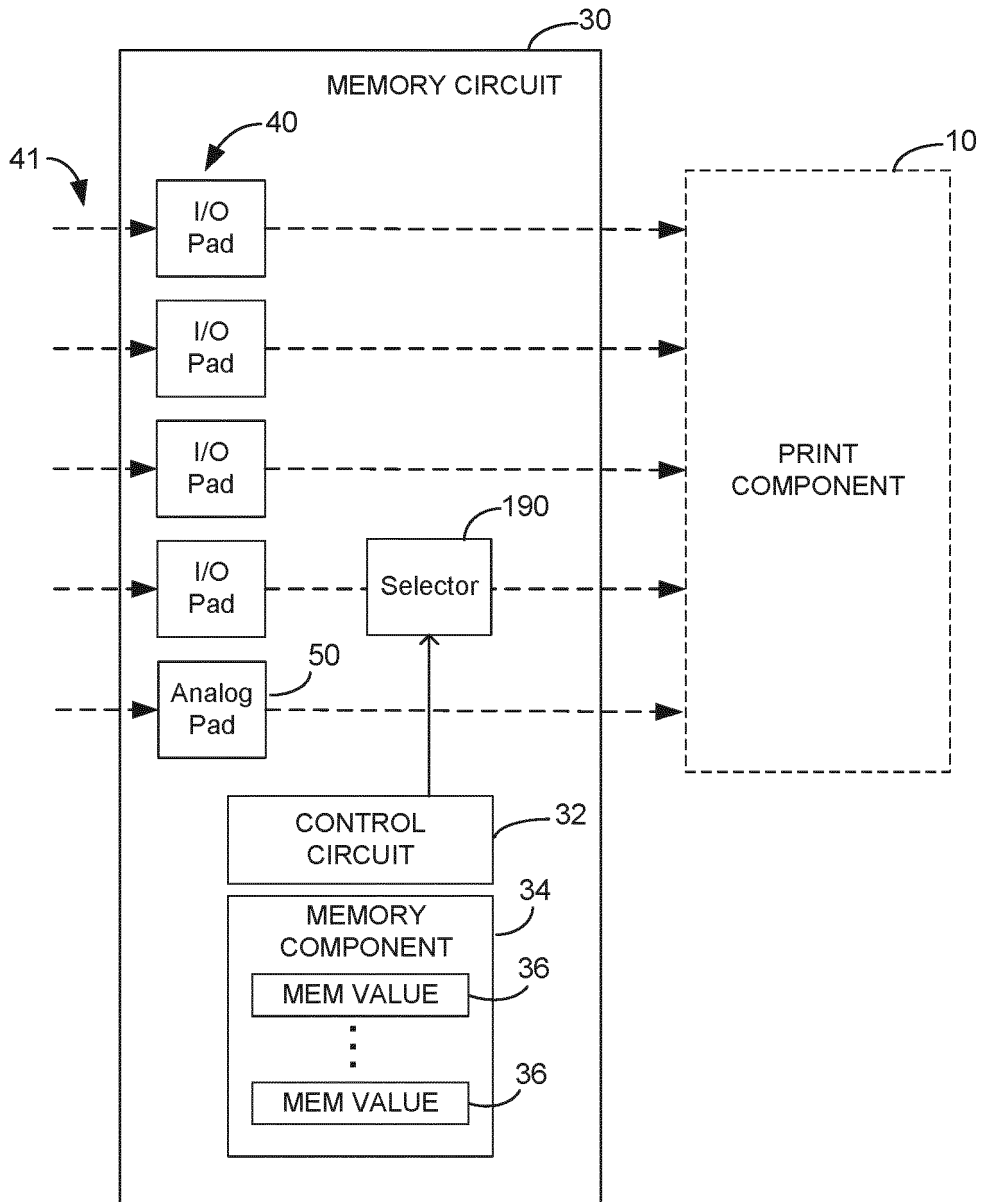 30
MEMORY CIRCUIT
40
10
41
I/O
Pad
I/O
Pad
I/O
Pad
PRINT
COMPONENT
190
I/O
Pad
Selector
50
Analog
Pad
CONTROL
CIRCUIT
32
34
MEMORY
COMPONENT
36
MEM VALUE
36
MEM VALUE